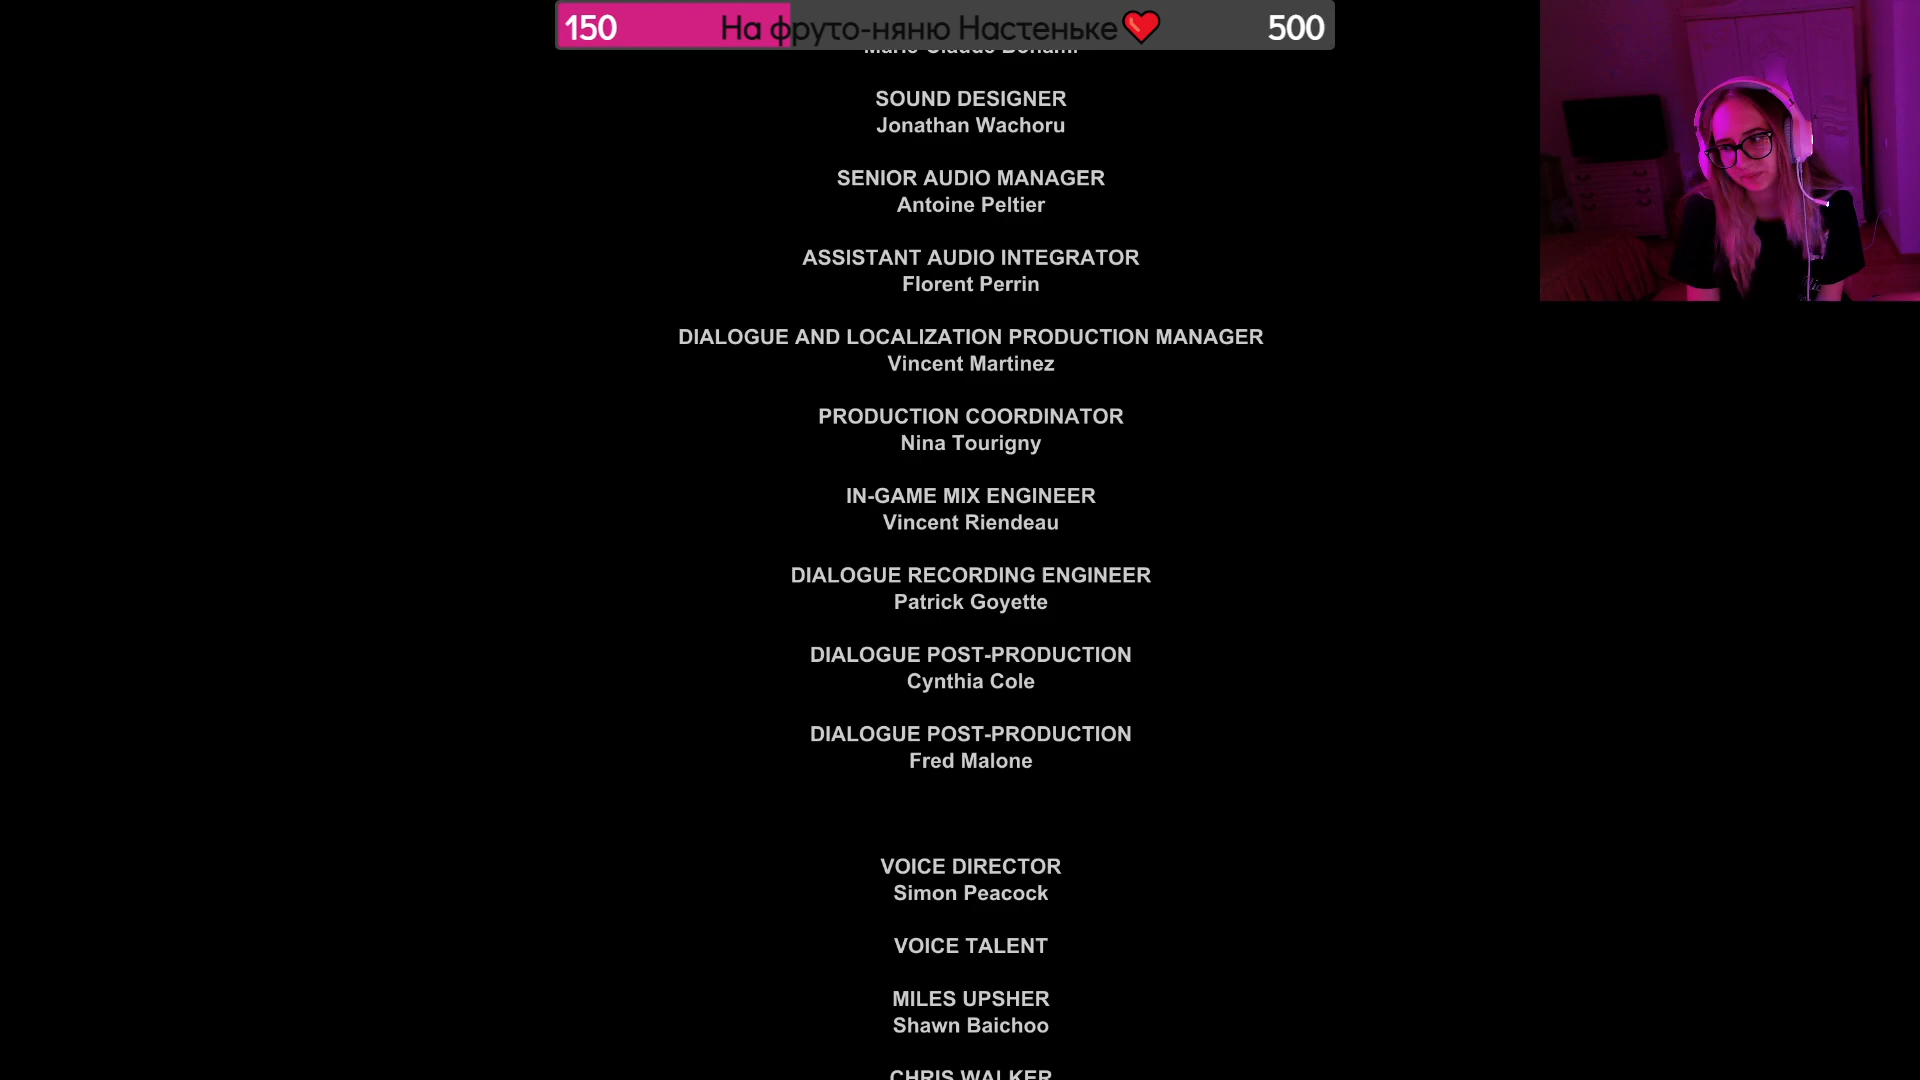 150 На фруто-няню Настеньке 500
SOUND DESIGNER
Jonathan Wachoru
SENIOR AUDIO MANAGER
Antoine Peltier
ASSISTANT AUDIO INTEGRATOR
Florent Perrin
DIALOGUE AND LOCALIZATION PRODUCTION MANAGER
Vincent Martinez
PRODUCTION COORDINATOR
Nina Tourigny
IN-GAME MIX ENGINEER
Vincent Riendeau
DIALOGUE RECORDING ENGINEER
Patrick Goyette
DIALOGUE POST-PRODUCTION
Cynthia Cole
DIALOGUE POST-PRODUCTION
Fred Malone
VOICE DIRECTOR
Simon Peacock
VOICE TALENT
MILES UPSHER
Shawn Baichoo
CHRIS WALKER